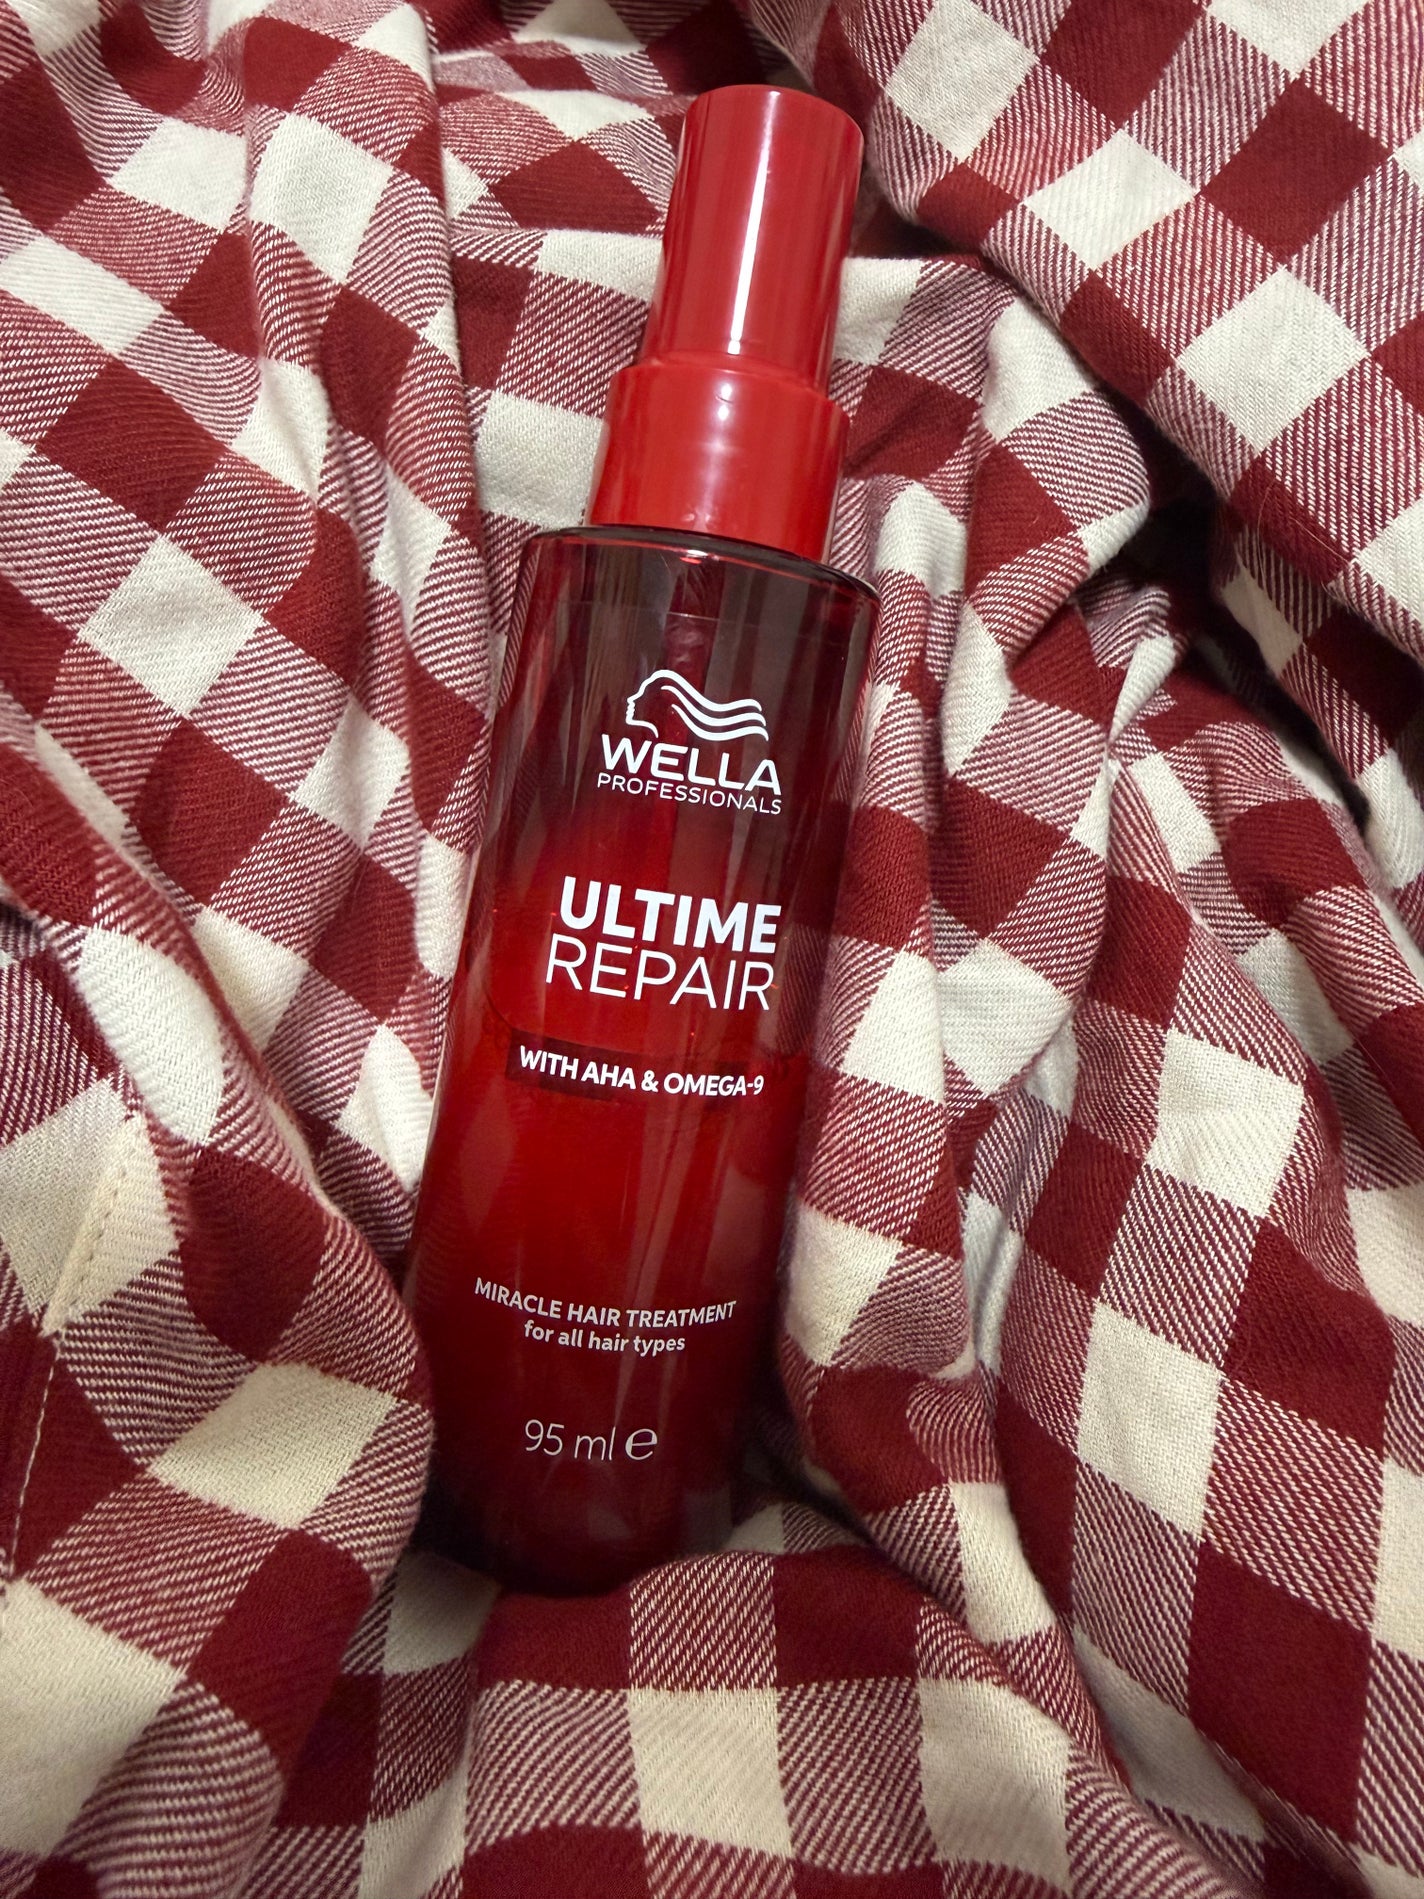 WELLA
PROFESSIONALS
ULTIME
REPAIR
WITH AHA & OMEGA-9
MIRACLE HAIR TREATMENT
for all hair types
95 ml ℮